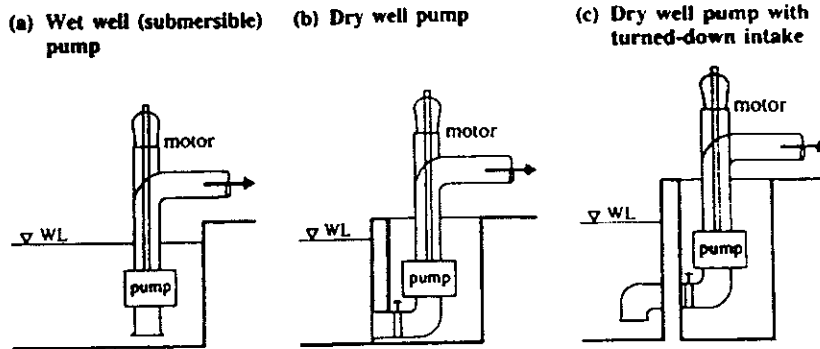 (a) Wet well (submersible)
pump
motor
WL
pump
(b) Dry well pump
motor
WL
pump
(c) Dry well pump with
turned-down intake
motor
WL
pump